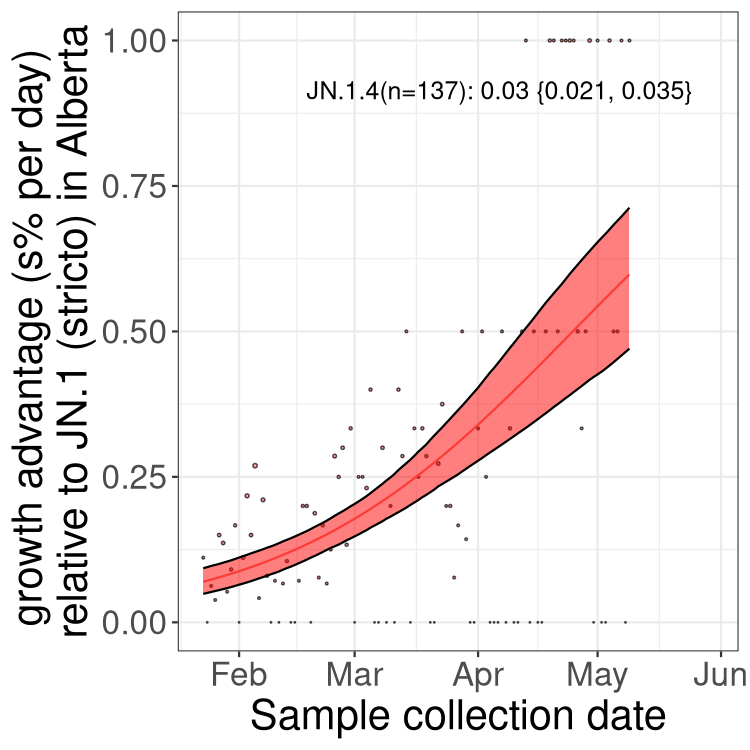 growth advantage (s% per day)
relative to JN.1 (stricto) in Alberta
1.00
0.75
0.50
0.25
0.00
JN.1.4(n=137): 0.03 {0.021, 0.035}
Feb Mar Apr May Jun
Sample collection date